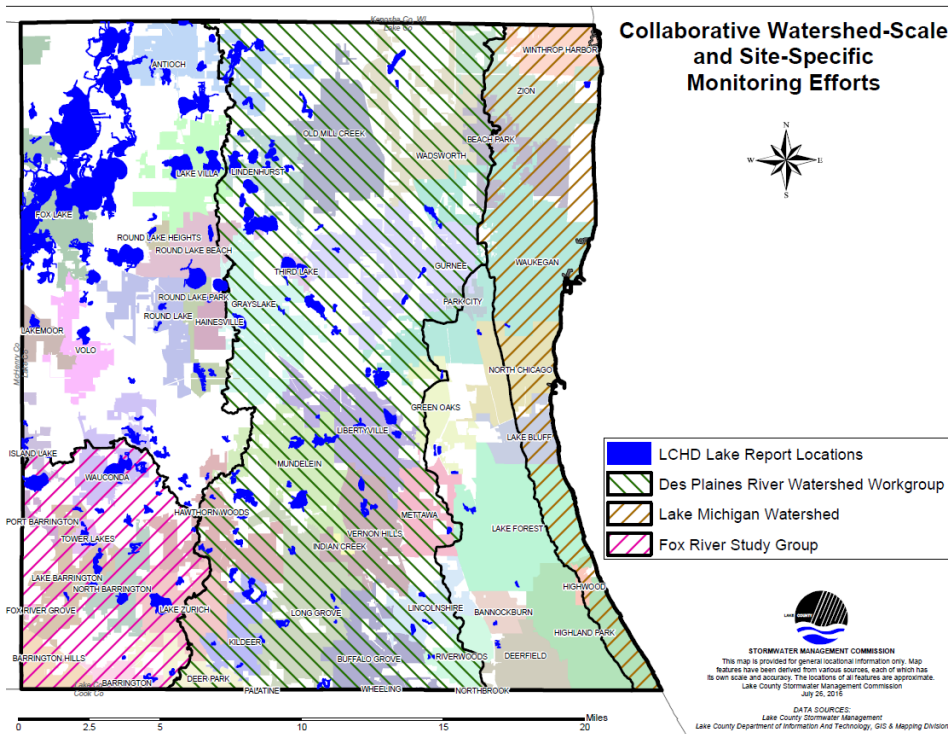 Collaborative Watershed-Scale
and Site-Specific
Monitoring Efforts
N
W
E
S
Kenosha Co, WI
Lake Co
WINTHROP HARBOR
ANTIOCH
ZION
OLD MILL CREEK
BEACH PARK
WADSWORTH
LAKE VILLA
LINDENHURST
FOX LAKE
ROUND LAKE HEIGHTS
ROUND LAKE BEACH
WAUKEGAN
GURNEE
THIRD LAKE
ROUND LAKE PARK
GRAYSLAKE
PARK CITY
ROUND LAKE
HAINESVILLE
LAKEMOOR
VOLO
McHenry Co
NORTH CHICAGO
GREEN OAKS
LIBERTYVILLE
LAKE BLUFF
ISLAND LAKE
MUNDELEIN
WAUCONDA
HAWTHORN WOODS
METTAWA
PORT BARRINGTON
LAKE FOREST
TOWER LAKES
VERNON HILLS
INDIAN CREEK
LAKE BARRINGTON
NORTH BARRINGTON
HIGHWOOD
FOX RIVER GROVE
LAKE ZURICH
LONG GROVE
LINCOLNSHIRE
BANNOCKBURN
HIGHLAND PARK
KILDEER
BARRINGTON HILLS
BUFFALO GROVE
RIVERWOODS
DEERFIELD
DEER PARK
BARRINGTON
Cook Co
PALATINE
WHEELING
NORTHBROOK
LCHD Lake Report Locations
Des Plaines River Watershed Workgroup
Lake Michigan Watershed
Fox River Study Group
LAKE COUNTY
STORMWATER MANAGEMENT COMMISSION
This map is provided for general locational information only. Map
features have been derived from various sources, each of which has
its own scale and accuracy. The locations of all features are approximate.
Lake County Stormwater Management Commission
July 26, 2016
DATA SOURCES:
Lake County Stormwater Management
Lake County Department of Information And Technology, GIS & Mapping Division
Miles
0 2.5 5 10 15 20